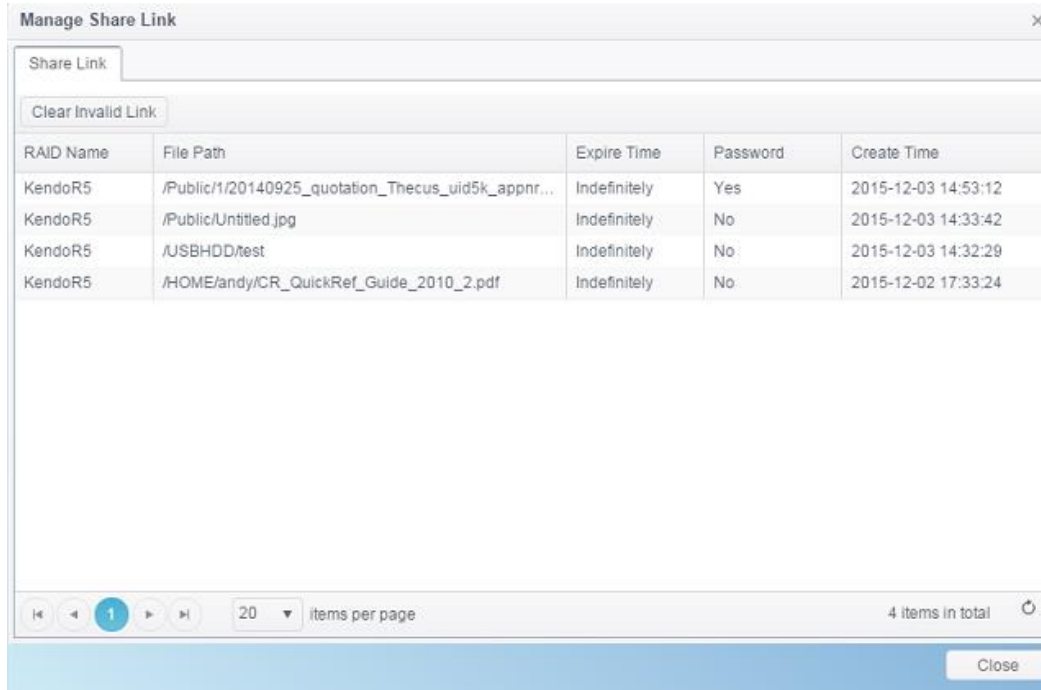 Manage Share Link
Share Link
Clear Invalid Link
RAID Name File Path Expire Time Password Create Time
KendoR5 /Public/1/20140925_quotation_Thecus_uid5k_appnr... Indefinitely Yes 2015-12-03 14:53:12
KendoR5 /Public/Untitled.jpg Indefinitely No 2015-12-03 14:33:42
KendoR5 /USBHDD/test Indefinitely No 2015-12-03 14:32:29
KendoR5 /HOME/andy/CR_QuickRef_Guide_2010_2.pdf Indefinitely No 2015-12-02 17:33:24
1 20 items per page 4 items in total
Close